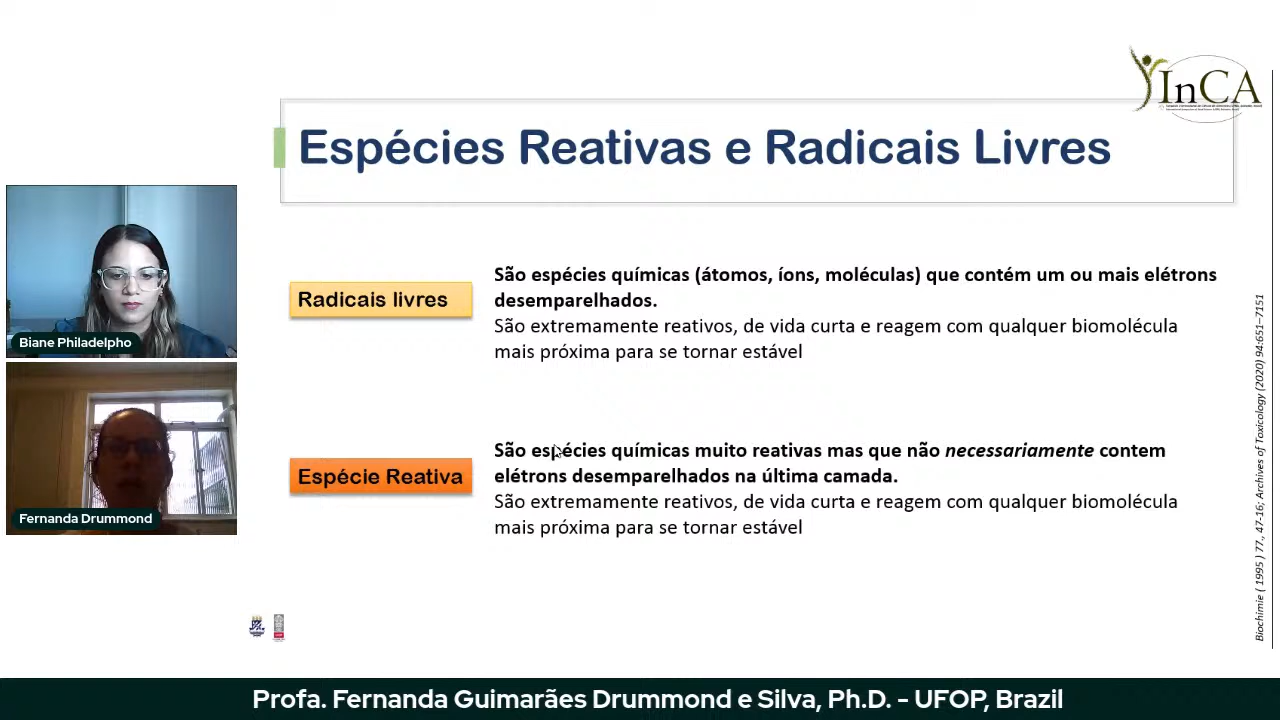 InCA
Espécies Reativas e Radicais Livres
Radicais livres
São espécies químicas (átomos, íons, moléculas) que contém um ou mais elétrons
desemparelhados.
São extremamente reativos, de vida curta e reagem com qualquer biomolécula
mais próxima para se tornar estável
Espécie Reativa
São espécies químicas muito reativas mas que não necessariamente contem
elétrons desemparelhados na última camada.
São extremamente reativos, de vida curta e reagem com qualquer biomolécula
mais próxima para se tornar estável
Biochimie ( 1995 ) 77,, 47-16; Archives of Toxicology (2020) 94:651–7151
Biane Philadelpho
Fernanda Drummond
Profa. Fernanda Guimarães Drummond e Silva, Ph.D. - UFOP, Brazil